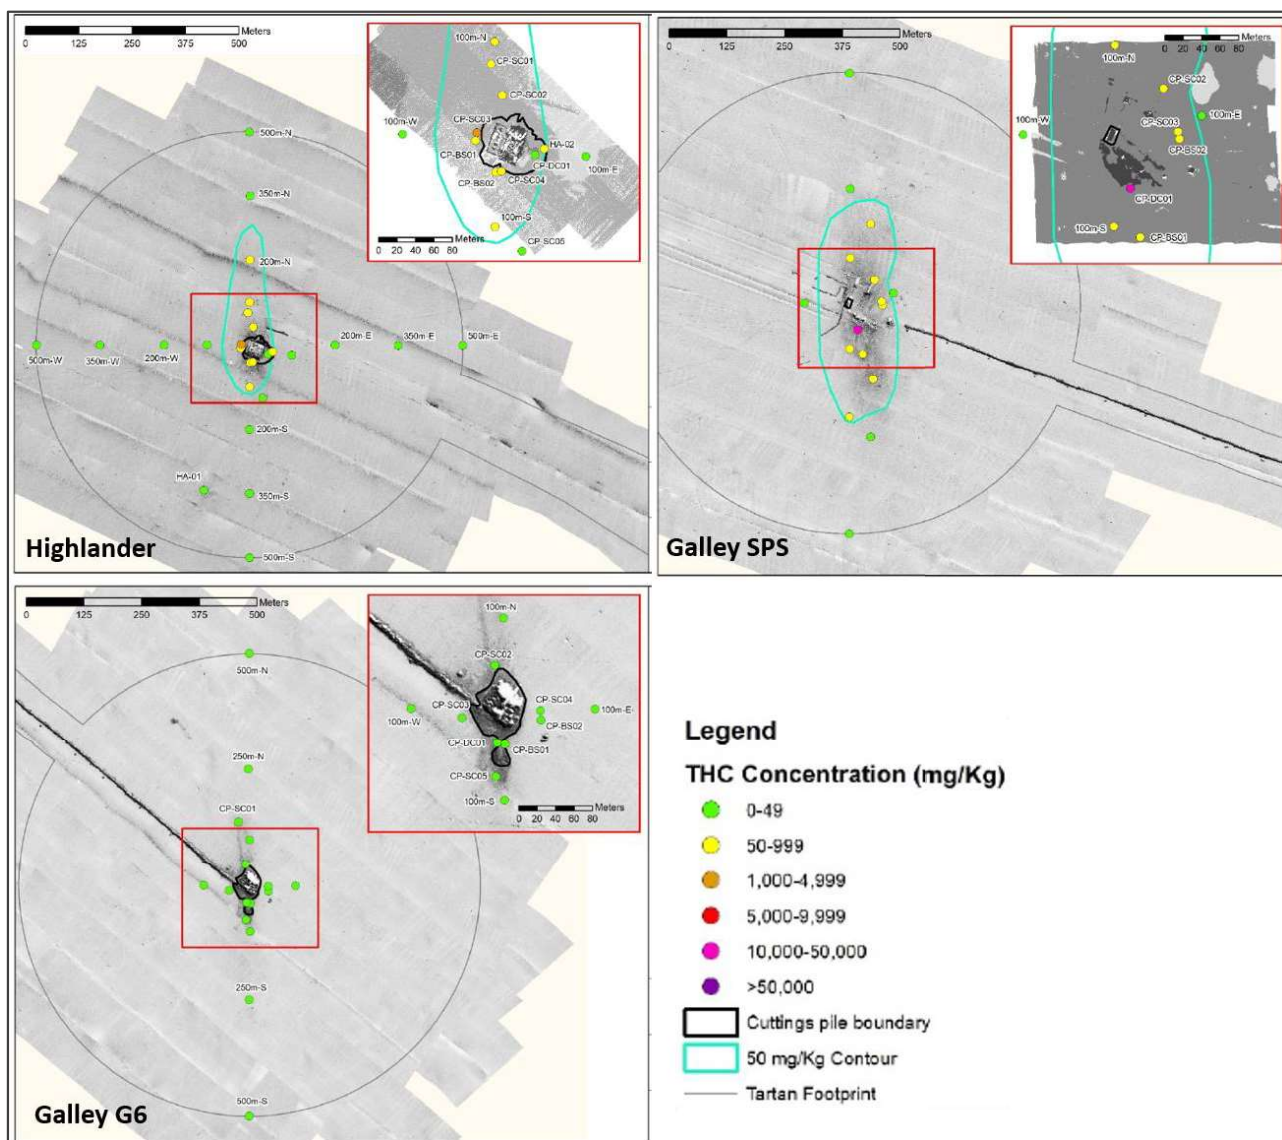 Meters
0 125 250 375 500
500m-N
350m-N
200m-N
500m-W
350m-W
200m-W
200m-E
350m-E
500m-E
200m-S
HA-01
350m-S
500m-S
Highlander
100m-N
CP-SC01
CP-SC02
100m-W
CP-SC03
HA-02
CP-BS01
CP-DC01
100m-E
CP-BS02
CP-SC04
100m-S
Meters
0 20 40 60 80
CP-SC05
Meters
0 125 250 375 500
Galley SPS
Meters
0 20 40 60 80
100m-N
CP-SC02
100m-W
100m-E
CP-SC03
CP-BS02
CP-DC01
100m-S
CP-BS01
Meters
0 125 250 375 500
500m-N
250m-N
CP-SC01
250m-S
500m-S
Galley G6
100m-N
CP-SC02
CP-SC04
CP-SC03
100m-W
100m-E
CP-BS02
CP-DC01
CP-BS01
CP-SC05
100m-S
Meters
0 20 40 60 80
Legend
THC Concentration (mg/Kg)
0-49
50-999
1,000-4,999
5,000-9,999
10,000-50,000
>50,000
Cuttings pile boundary
50 mg/Kg Contour
Tartan Footprint